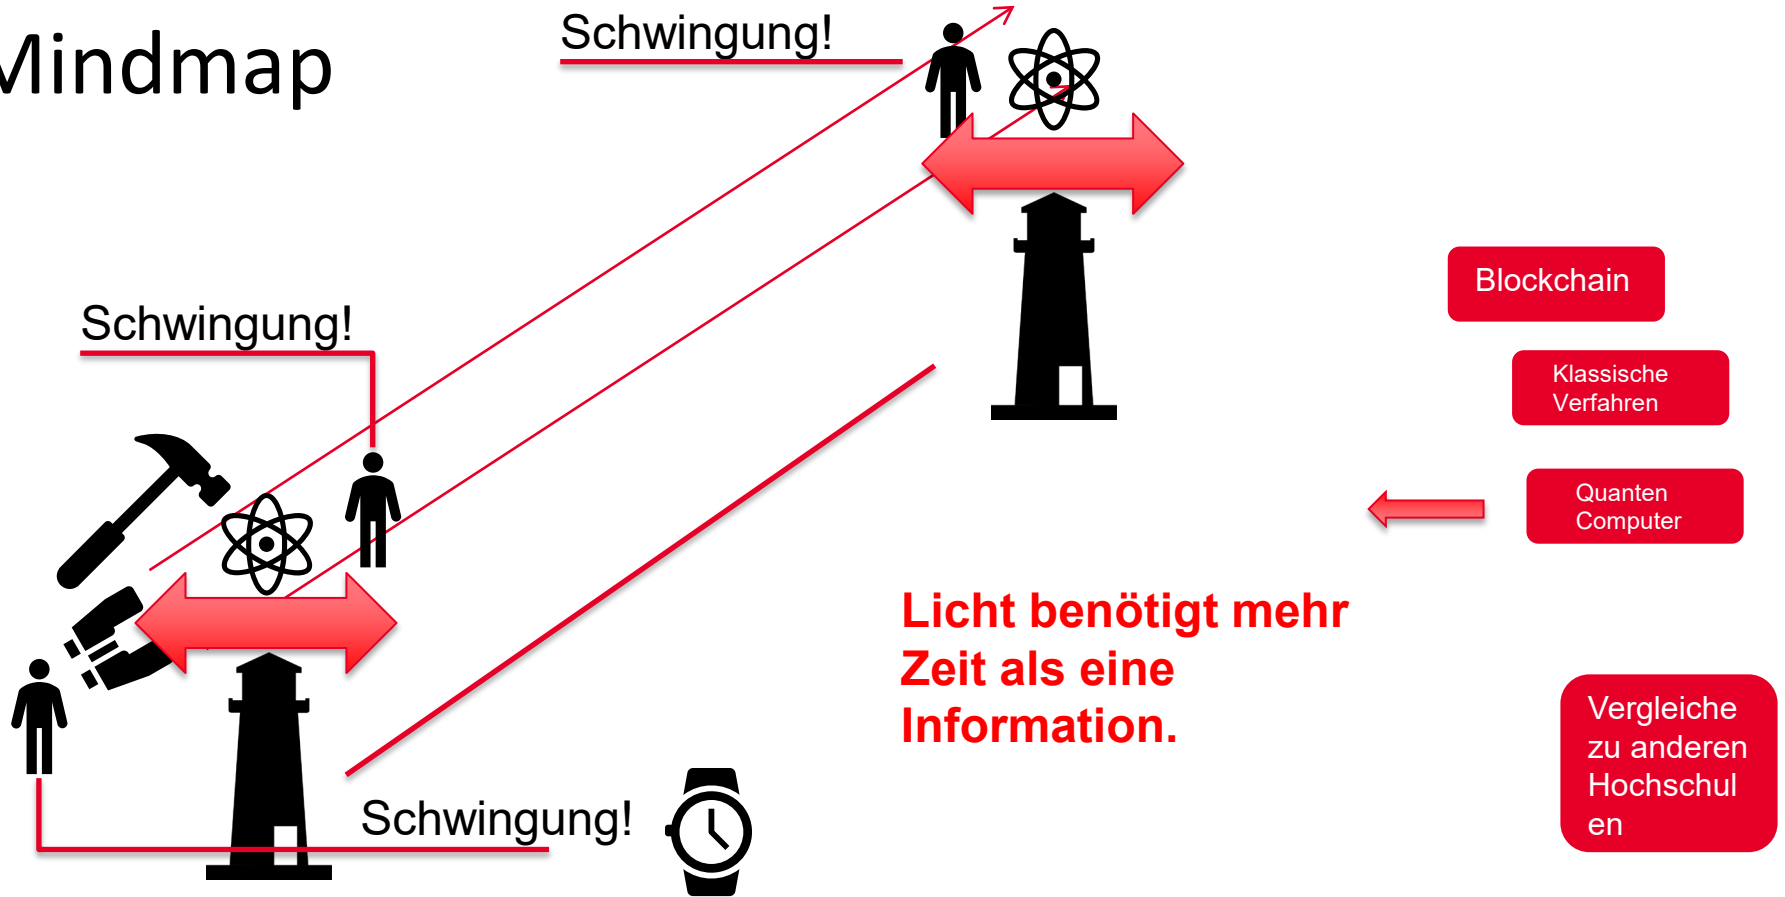 Mindmap
Schwingung!
Schwingung!
Blockchain
Klassische
Verfahren
Quanten
Computer
Licht benötigt mehr
Zeit als eine
Information.
Vergleiche
zu anderen
Hochschul
en
Schwingung!